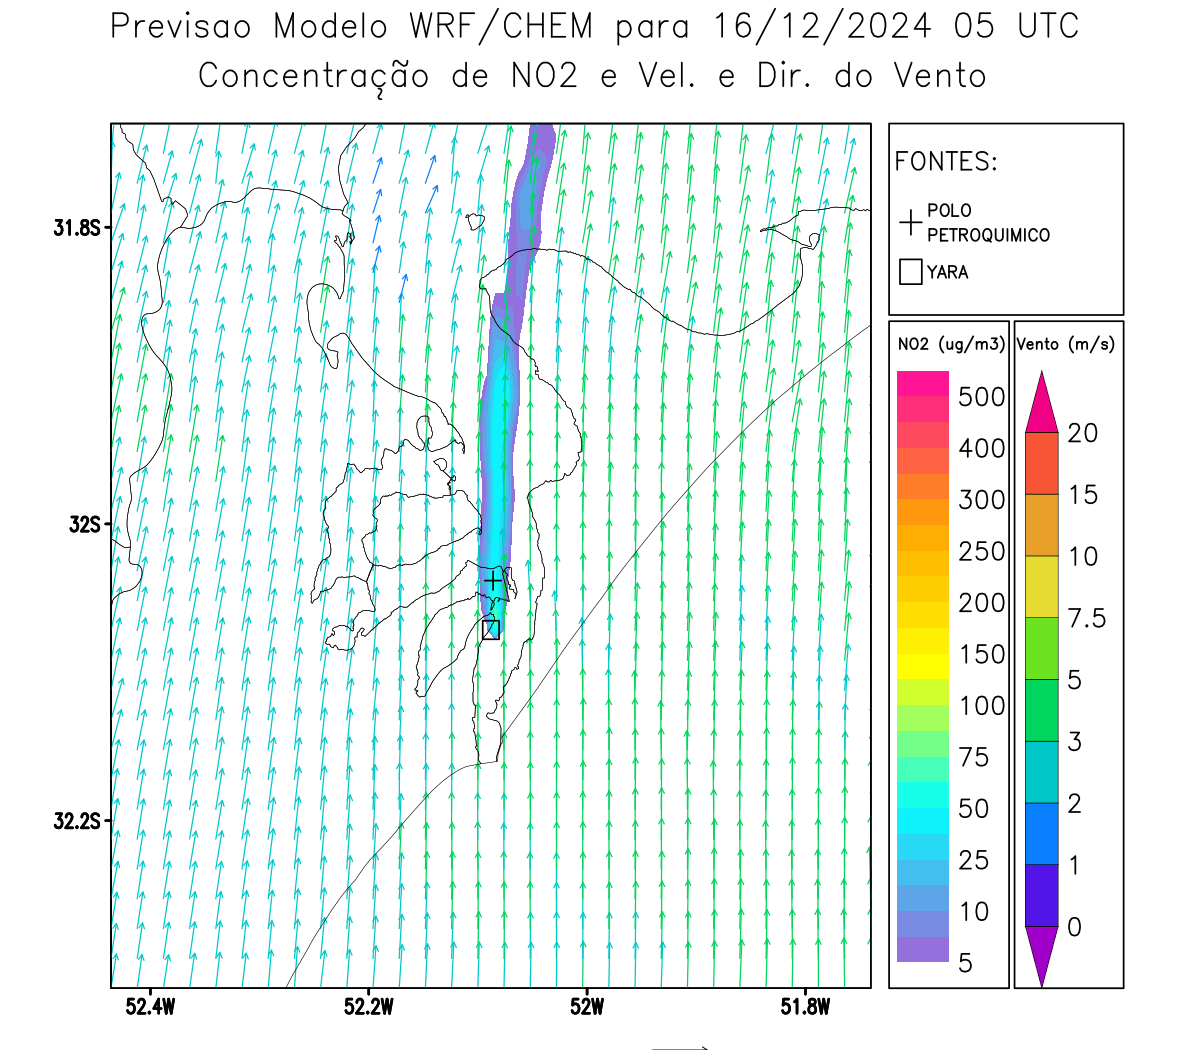 Previsao Modelo WRF/CHEM para 16/12/2024 05 UTC
Concentração de NO2 e Vel. e Dir. do Vento
FONTES:
POLO
PETROQUIMICO
YARA
NO2 (ug/m3)
500
400
300
250
200
150
100
75
50
25
10
5
Vento (m/s)
20
15
10
7.5
5
3
2
1
0
31.8S
32S
32.2S
52.4W
52.2W
52W
51.8W